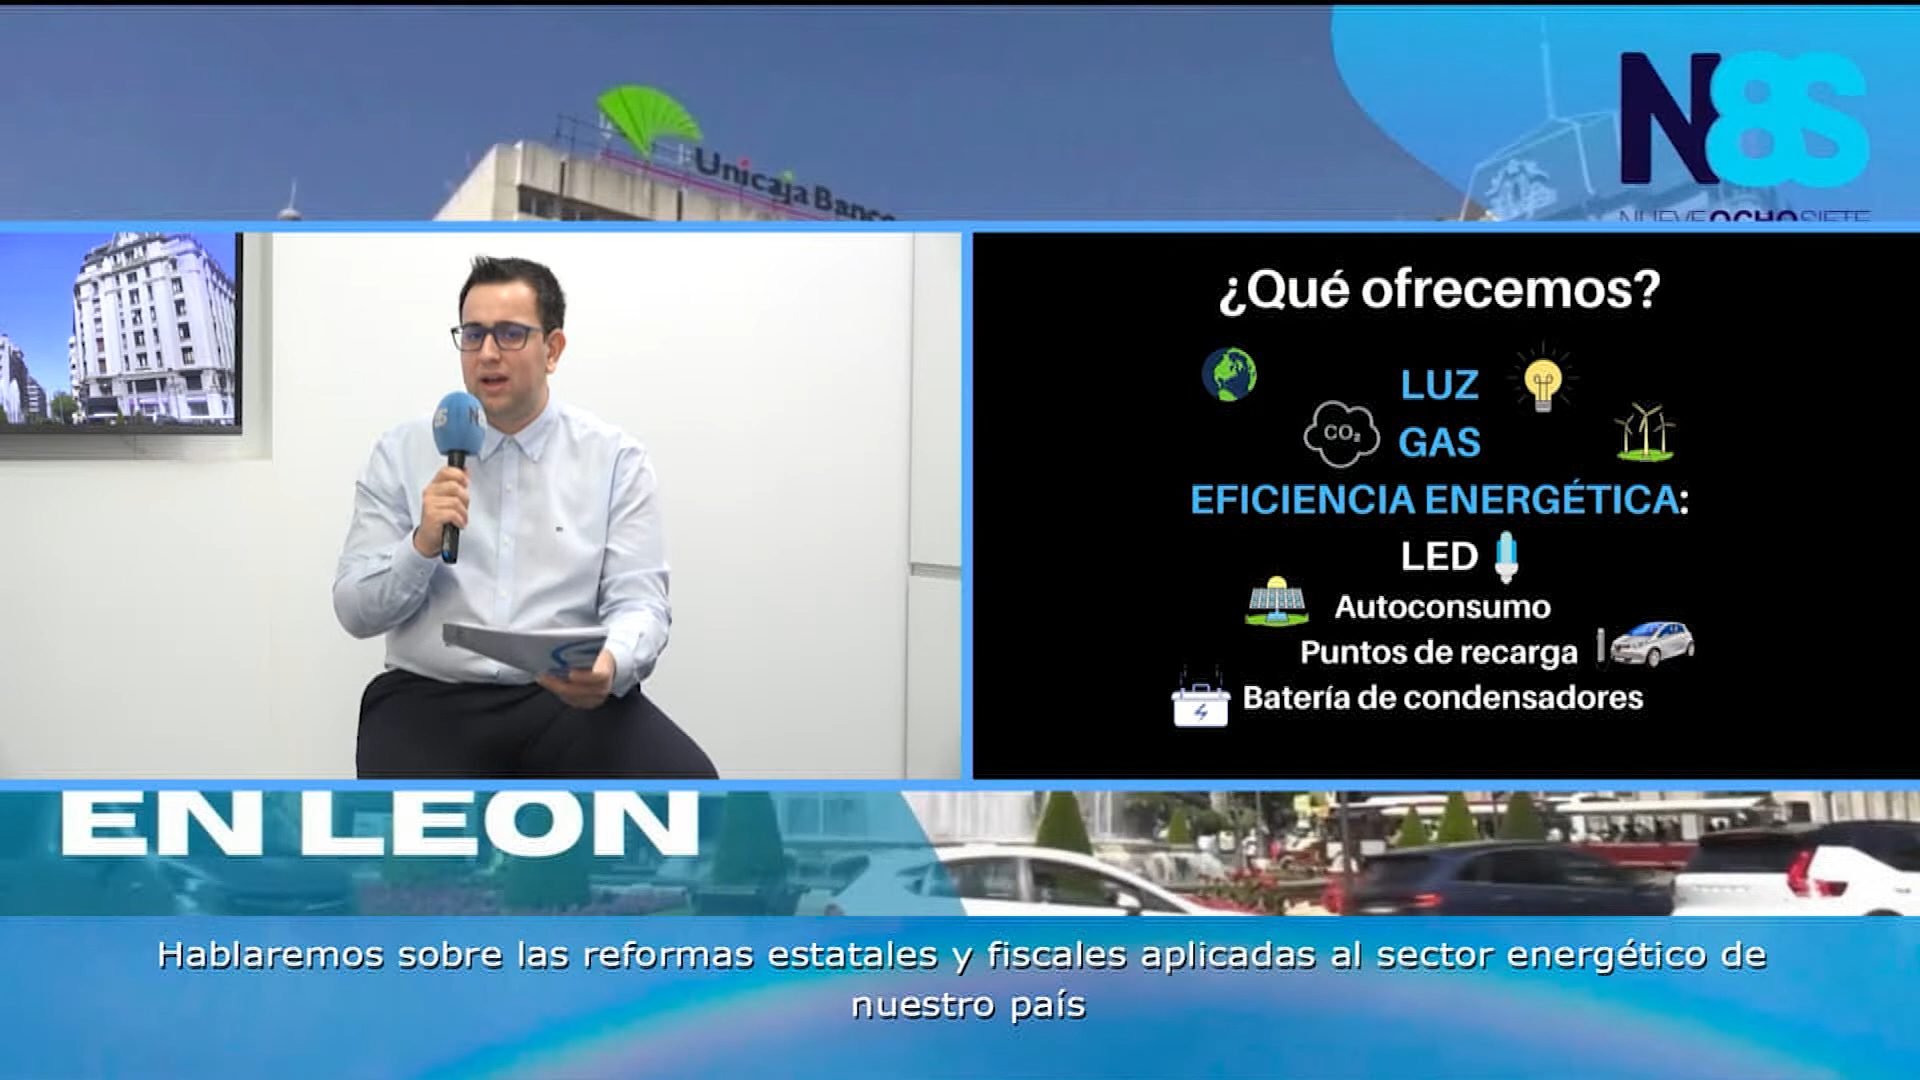 Unicaja Banco
N8S
NUEVEOCHOSIETE
¿Qué ofrecemos?
LUZ
CO₂
GAS
EFICIENCIA ENERGÉTICA:
LED
Autoconsumo
Puntos de recarga
Batería de condensadores
EN LEON
Hablaremos sobre las reformas estatales y fiscales aplicadas al sector energético de
nuestro país